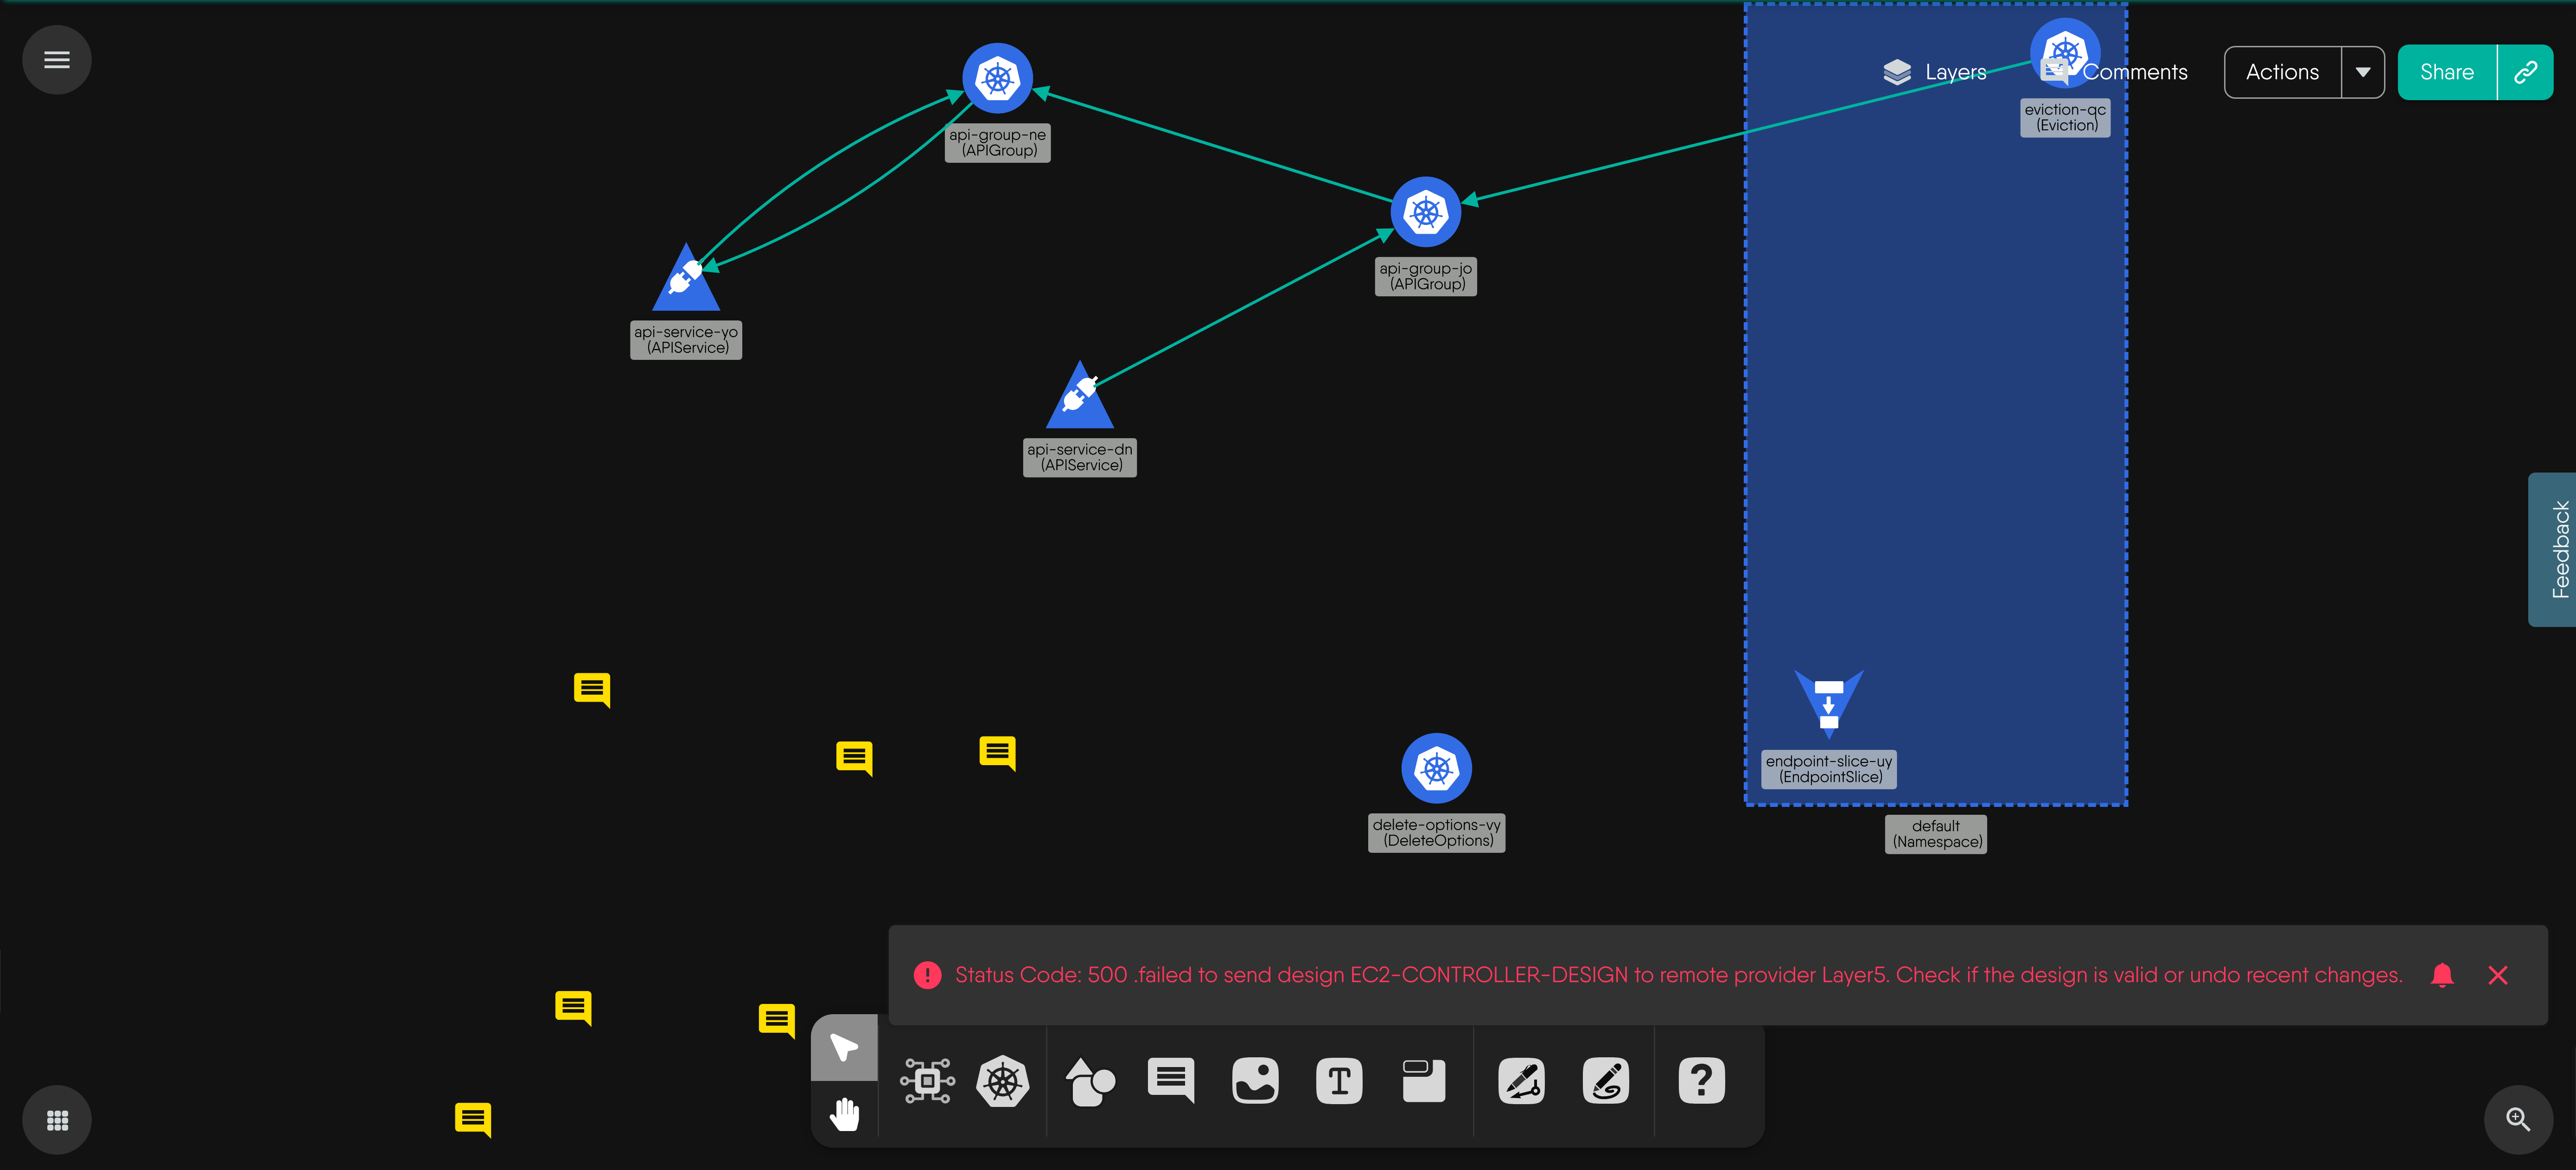 Layers
Comments
Actions
Share
eviction-qc
(Eviction)
api-group-ne
(APIGroup)
api-group-jo
(APIGroup)
api-service-yo
(APIService)
api-service-dn
(APIService)
Feedback
endpoint-slice-uy
(EndpointSlice)
delete-options-vy
(DeleteOptions)
default
(Namespace)
Status Code: 500 .failed to send design EC2-CONTROLLER-DESIGN to remote provider Layer5. Check if the design is valid or undo recent changes.
T
?